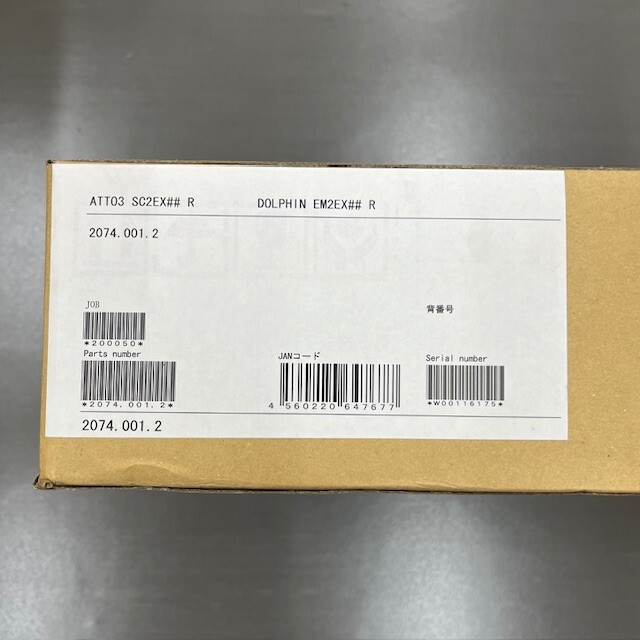 ATTO3 SC2EX## R DOLPHIN EM2EX## R
2074.001.2
JOB 背番号
*200050*
Parts number JANコード Serial number
*2074.001.2* 4 560220 647677 *W00116175*
2074.001.2